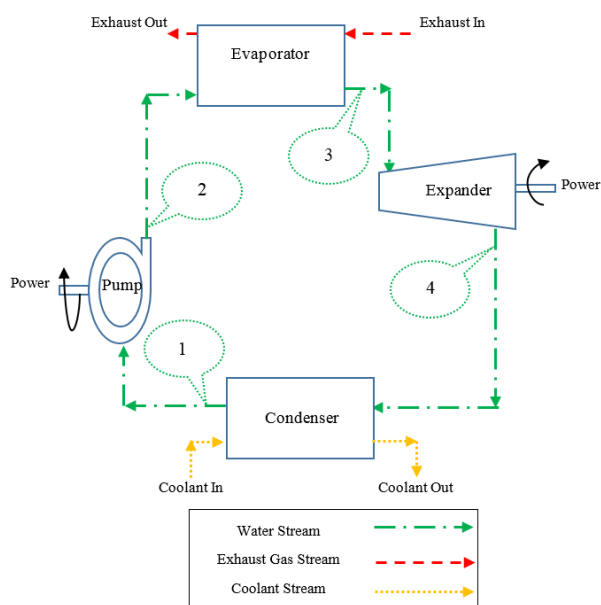 Exhaust Out
Exhaust In
Evaporator
3
2
Expander
Power
Power
Pump
4
1
Condenser
Coolant In
Coolant Out
Water Stream
Exhaust Gas Stream
Coolant Stream